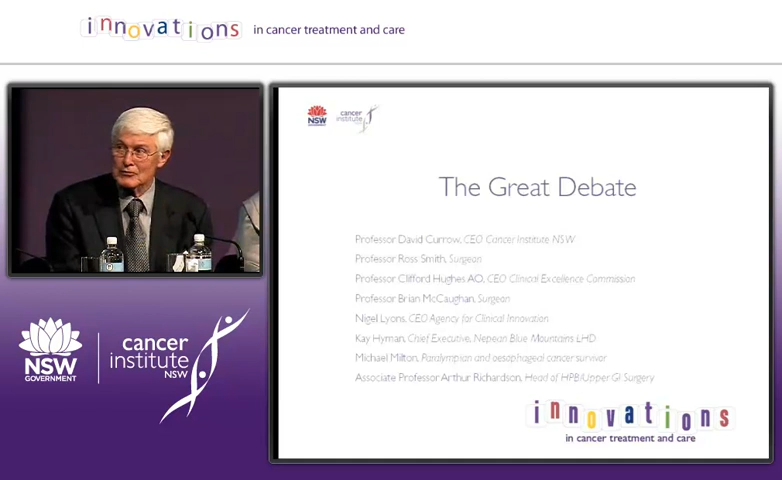 innovations in cancer treatment and care
NSW
cancer
institute
The Great Debate
Professor David Currow, CEO Cancer Institute NSW
Professor Ross Smith, Surgeon
Professor Clifford Hughes AO, CEO Clinical Excellence Commission
Professor Brian McCaughan, Surgeon
Nigel Lyons, CEO Agency for Clinical Innovation
Kay Hyman, Chief Executive, Nepean Blue Mountains LHD
Michael Milton, Paralympian and oesophageal cancer survivor
Associate Professor Arthur Richardson, Head of HPB/Upper GI Surgery
innovations
in cancer treatment and care
NSW
GOVERNMENT
cancer
institute
NSW